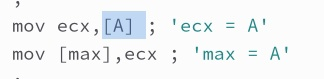 mov ecx,[A] ; 'ecx = A'
mov [max],ecx ; 'max = A'